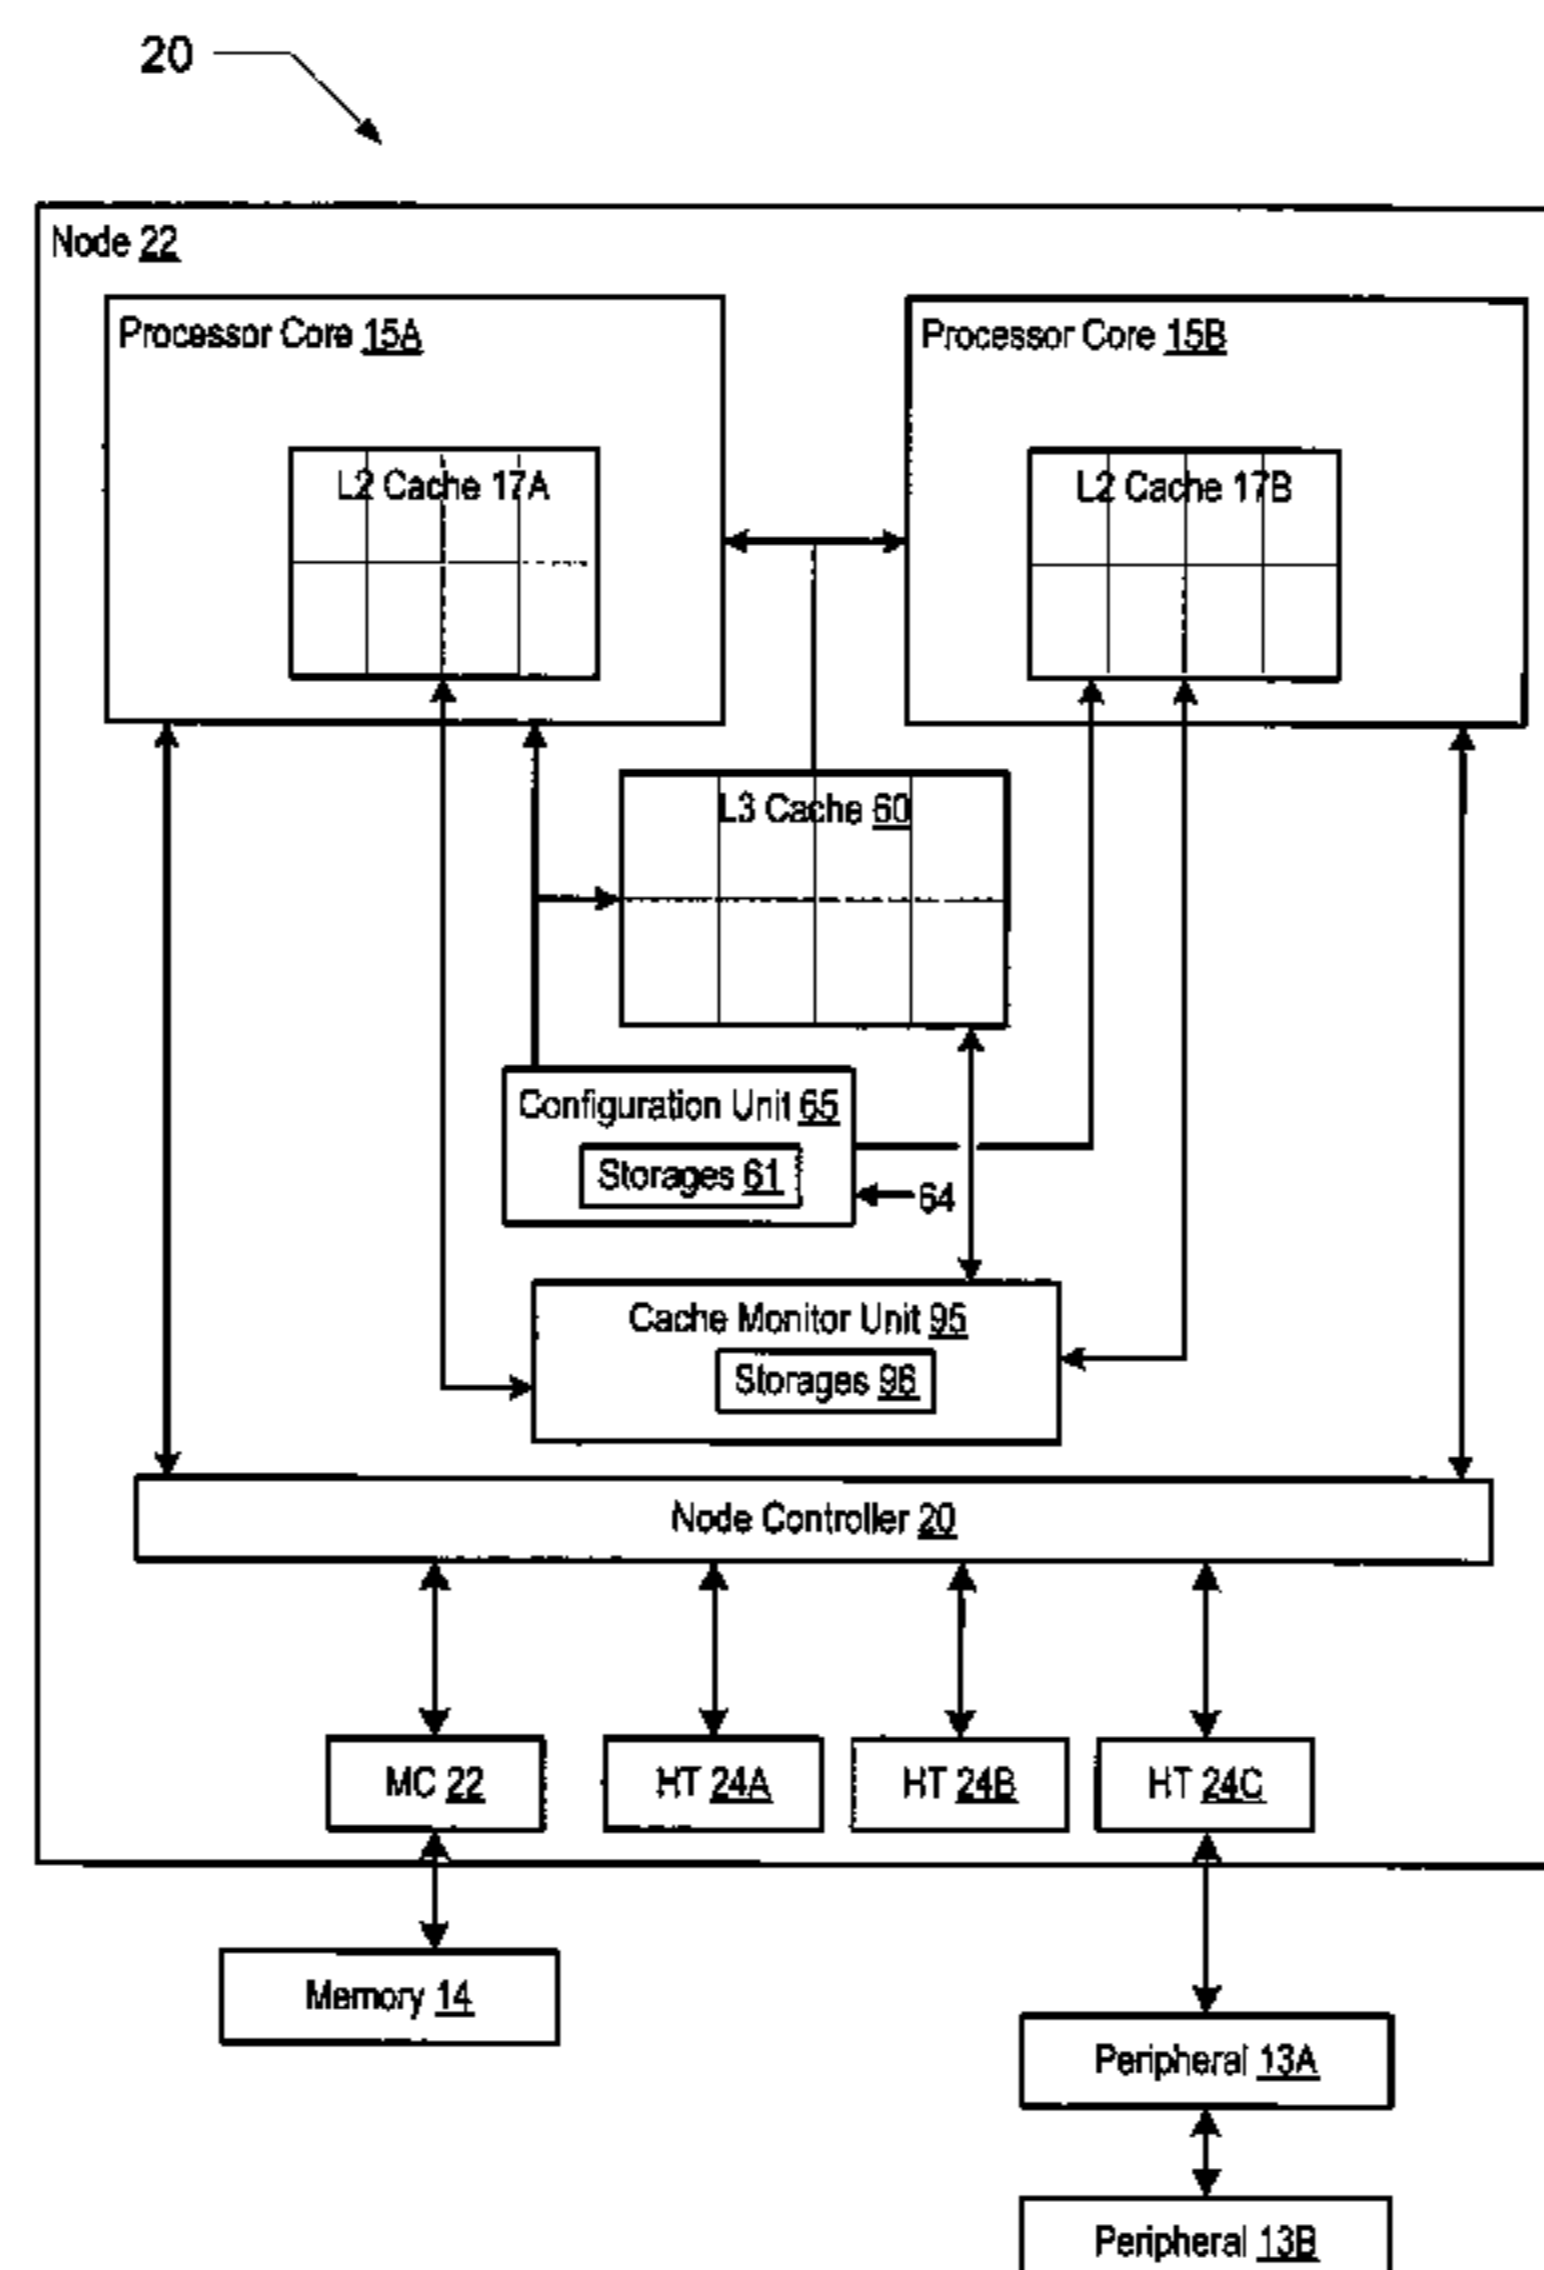 20
Node 22
Processor Core 15A
Processor Core 15B
L2 Cache 17A
L2 Cache 17B
L3 Cache 60
Configuration Unit 65
Storages 61
64
Cache Monitor Unit 95
Storages 96
Node Controller 20
MC 22
HT 24A
HT 24B
HT 24C
Memory 14
Peripheral 13A
Peripheral 13B